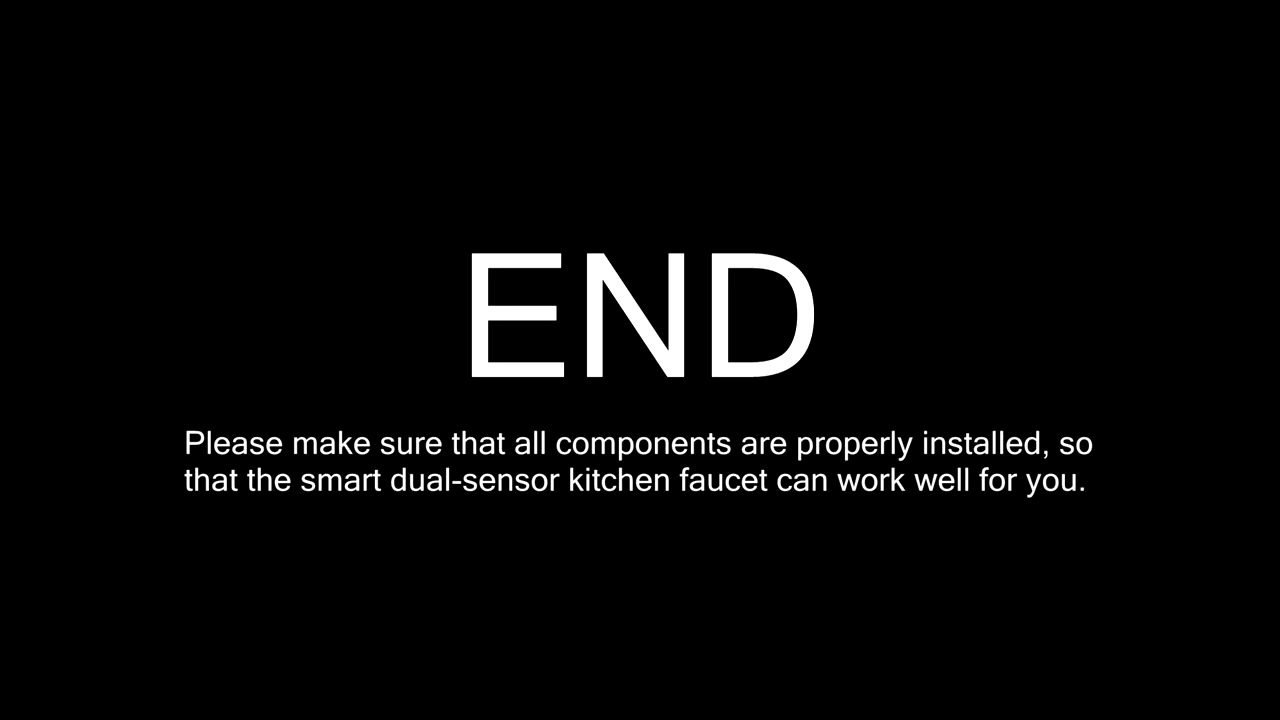 END
Please make sure that all components are properly installed, so
that the smart dual-sensor kitchen faucet can work well for you.